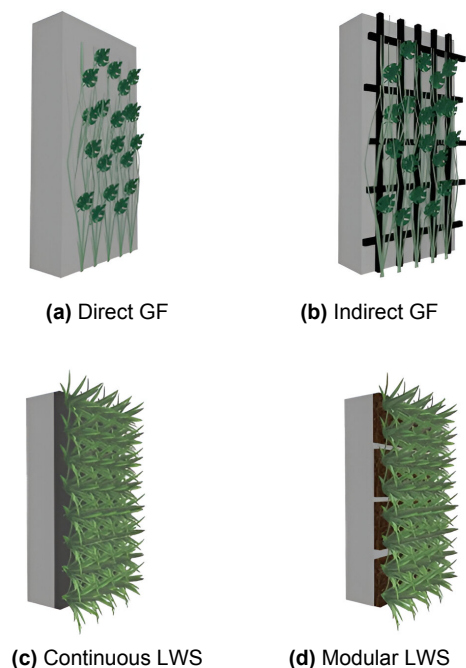 (a) Direct GF
(b) Indirect GF
(c) Continuous LWS
(d) Modular LWS